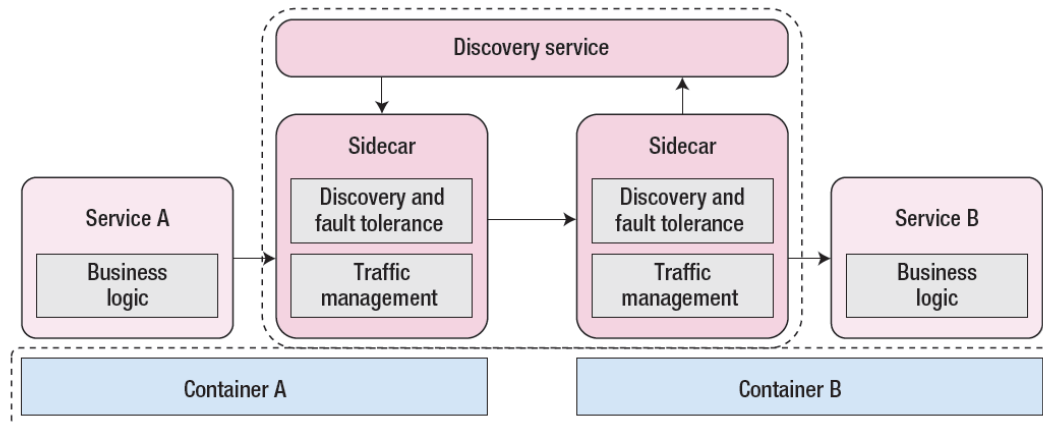 Discovery service
Sidecar
Discovery and
fault tolerance
Traffic
management
Sidecar
Discovery and
fault tolerance
Traffic
management
Service A
Business
logic
Service B
Business
logic
Container A
Container B